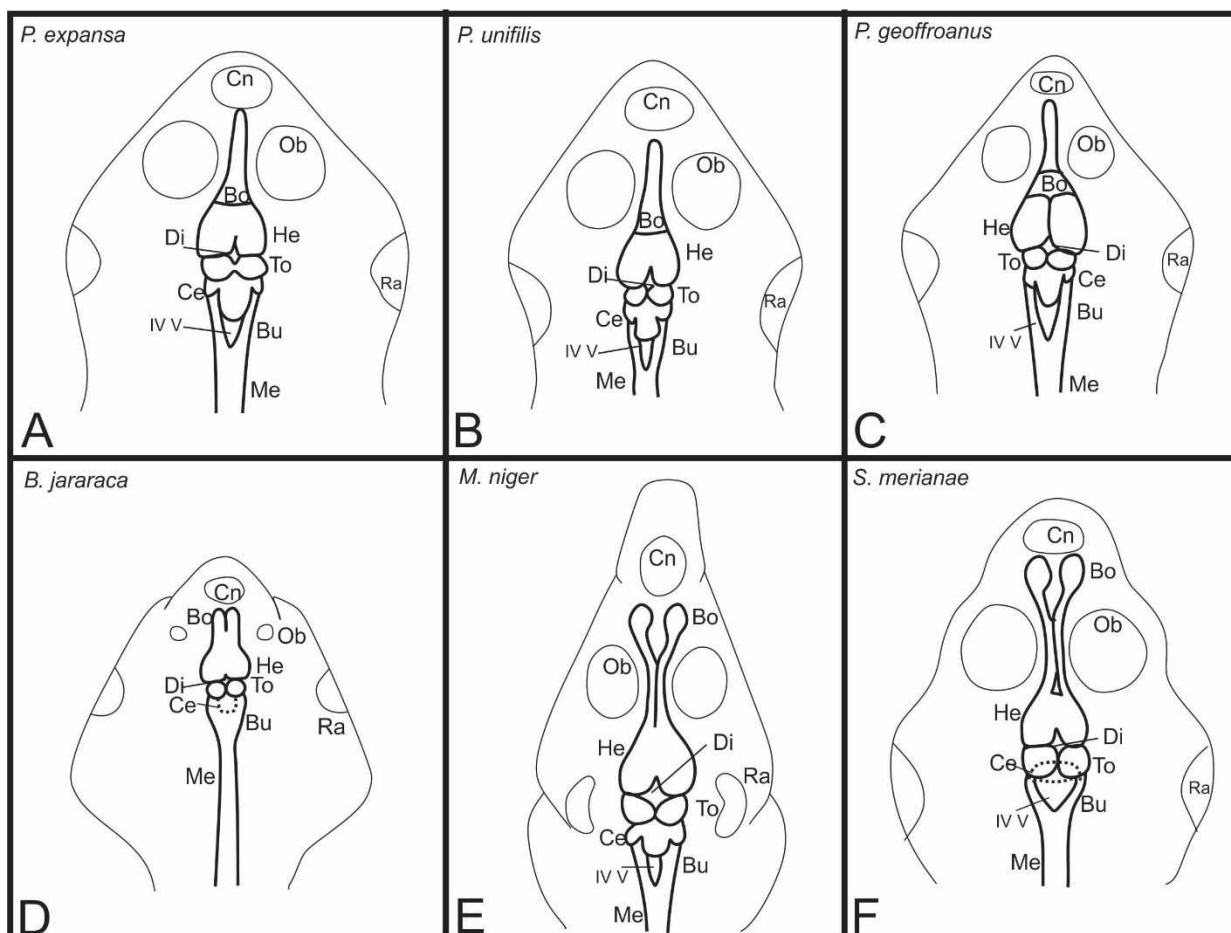 P. expansa
Cn
Ob
Bo
Di
He
To
Ce
Ra
IV V
Bu
Me
A
P. unifilis
Cn
Ob
Bo
He
Di
To
Ce
Ra
IV V
Bu
Me
B
P. geoffroanus
Cn
Ob
Bo
He
Di
To
Ce
Ra
Bu
IV V
Me
C
B. jararaca
Cn
Bo
Ob
He
Di
To
Ce
Bu
Ra
Me
D
M. niger
Cn
Bo
Ob
He
Di
Ra
To
Ce
IV V
Bu
Me
E
S. merianae
Cn
Bo
Ob
He
Di
Ce
To
Ra
Bu
IV V
Me
F